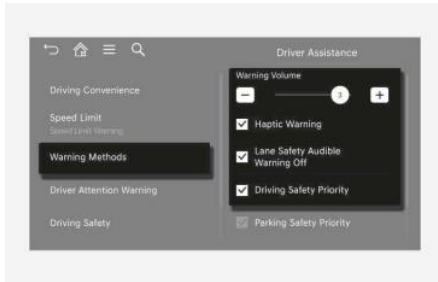 Driver Assistance
Driving Convenience
Speed Limit
Speed Limit Warning
Warning Methods
Driver Attention Warning
Driving Safety
Warning Volume
3
Haptic Warning
Lane Safety Audible
Warning Off
Driving Safety Priority
Parking Safety Priority